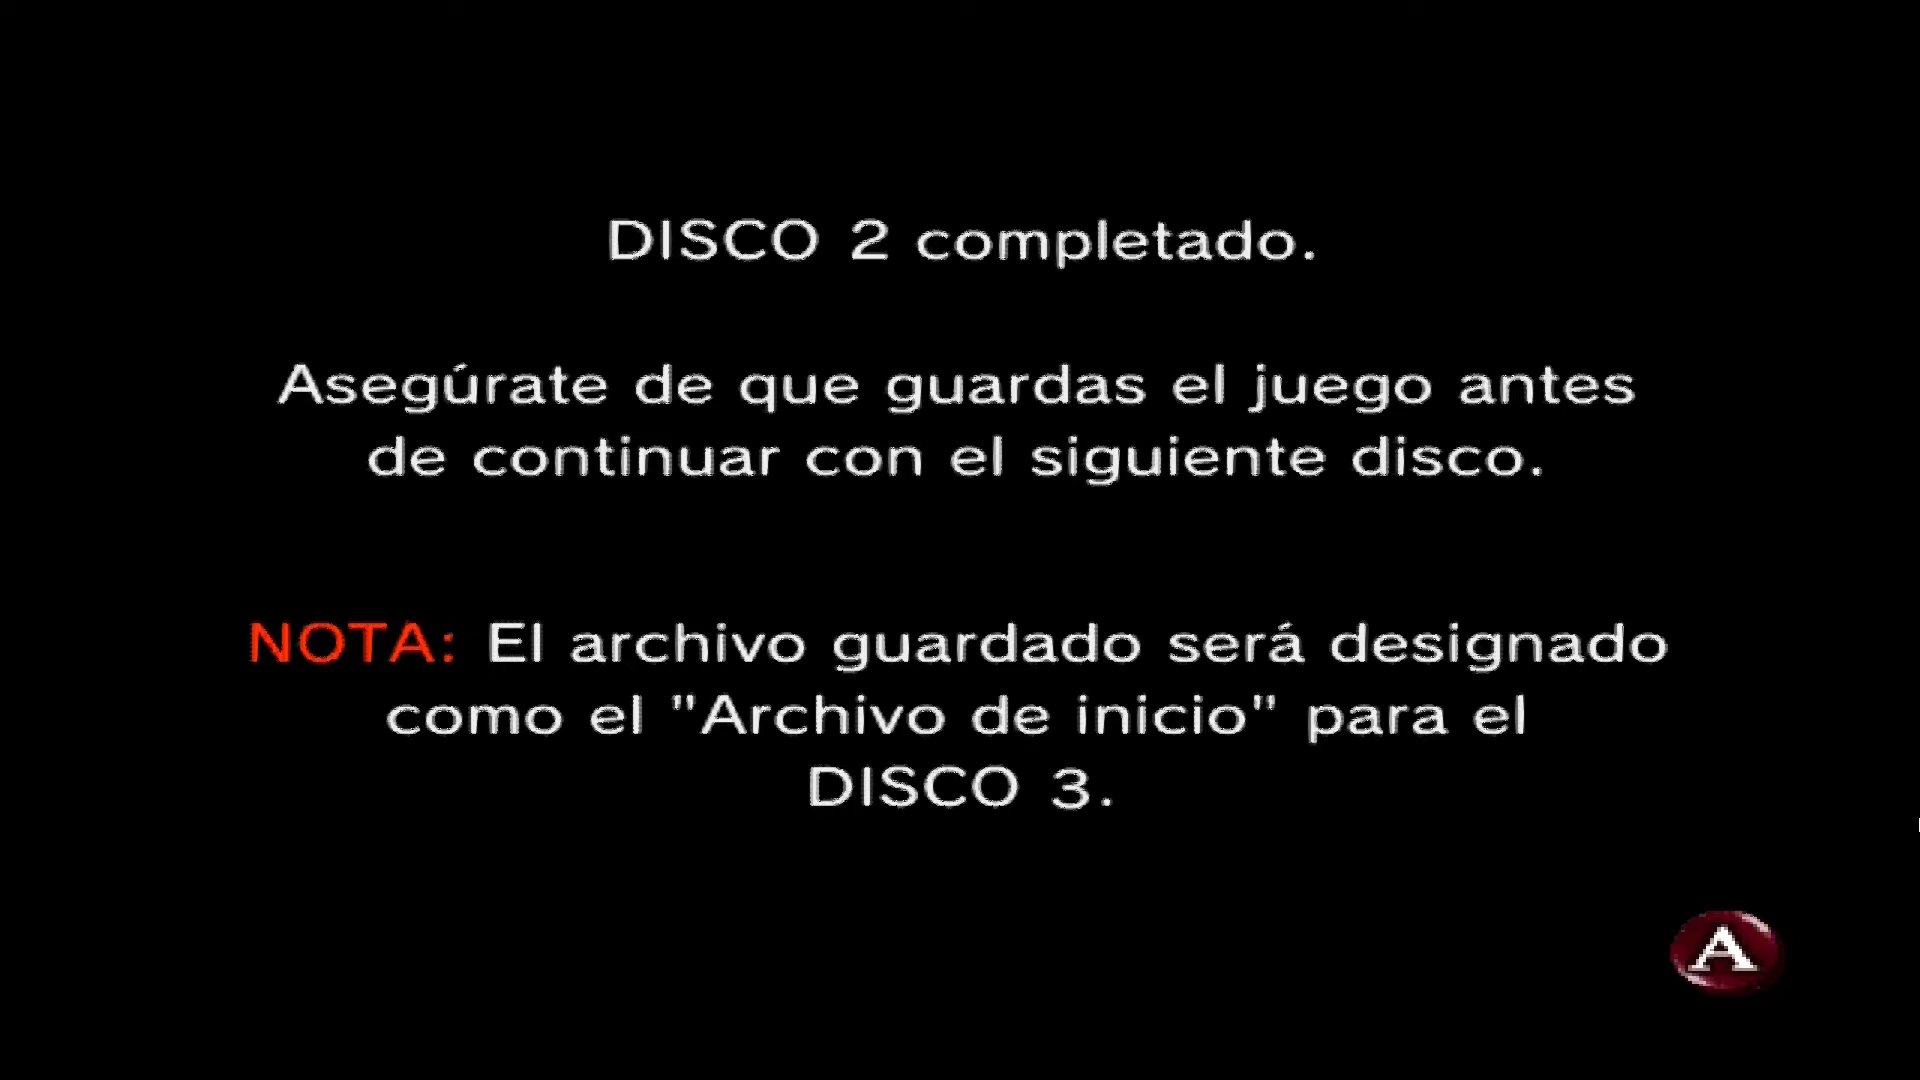 DISCO 2 completado.
Asegúrate de que guardas el juego antes
de continuar con el siguiente disco.
NOTA: El archivo guardado será designado
como el "Archivo de inicio" para el
DISCO 3.
A